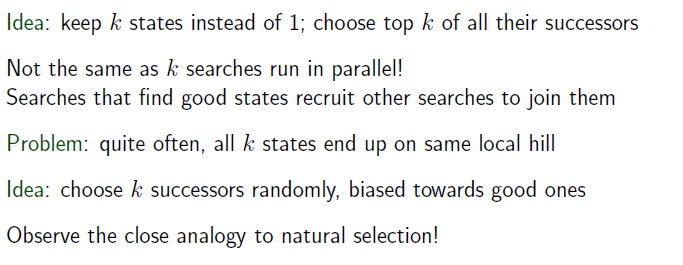 Idea: keep k states instead of 1; choose top k of all their successors
Not the same as k searches run in parallel!
Searches that find good states recruit other searches to join them
Problem: quite often, all k states end up on same local hill
Idea: choose k successors randomly, biased towards good ones
Observe the close analogy to natural selection!